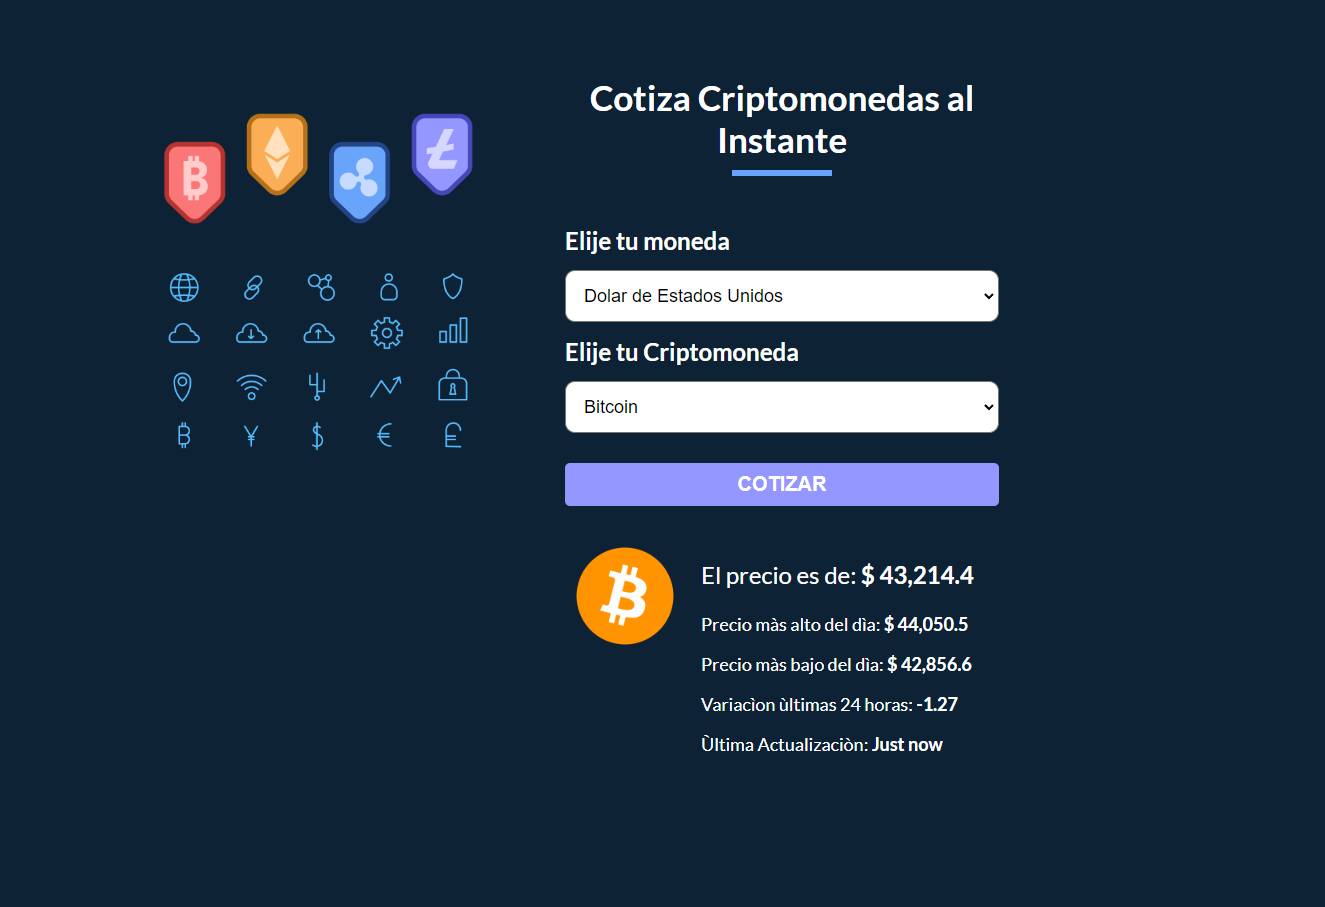 Cotiza Criptomonedas al
Instante
Elije tu moneda
Dolar de Estados Unidos
Elije tu Criptomoneda
Bitcoin
COTIZAR
El precio es de: $ 43,214.4
Precio màs alto del dìa: $ 44,050.5
Precio màs bajo del dìa: $ 42,856.6
Variacìon ùltimas 24 horas: -1.27
Ùltima Actualizaciòn: Just now